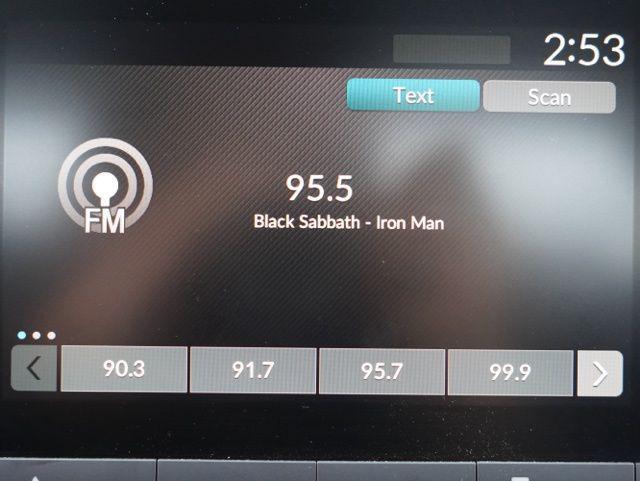 2:53
Text Scan
FM
95.5
Black Sabbath - Iron Man
90.3 91.7 95.7 99.9